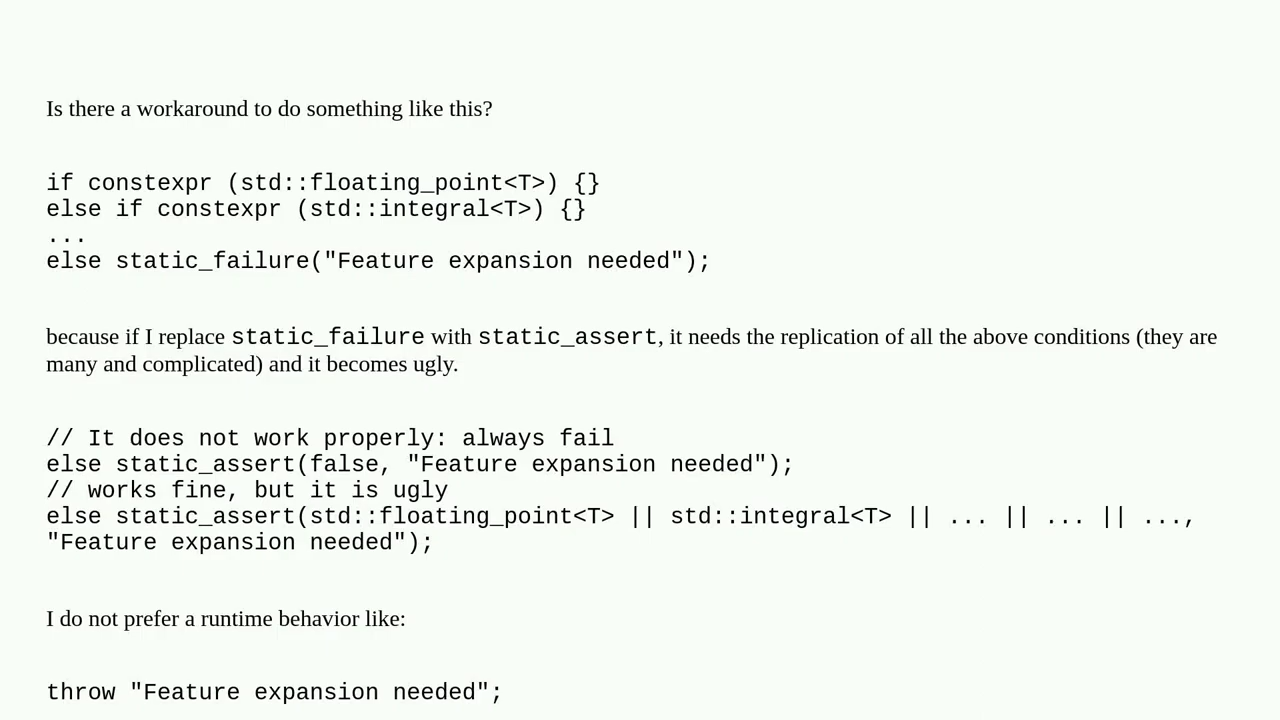 Is there a workaround to do something like this?
if constexpr (std::floating_point<T>) {}
else if constexpr (std::integral<T>) {}
...
else static_failure("Feature expansion needed");
because if I replace static_failure with static_assert, it needs the replication of all the above conditions (they are
many and complicated) and it becomes ugly.
// It does not work properly: always fail
else static_assert(false, "Feature expansion needed");
// works fine, but it is ugly
else static_assert(std::floating_point<T> || std::integral<T> || ... || ... || ...,
"Feature expansion needed");
I do not prefer a runtime behavior like:
throw "Feature expansion needed";